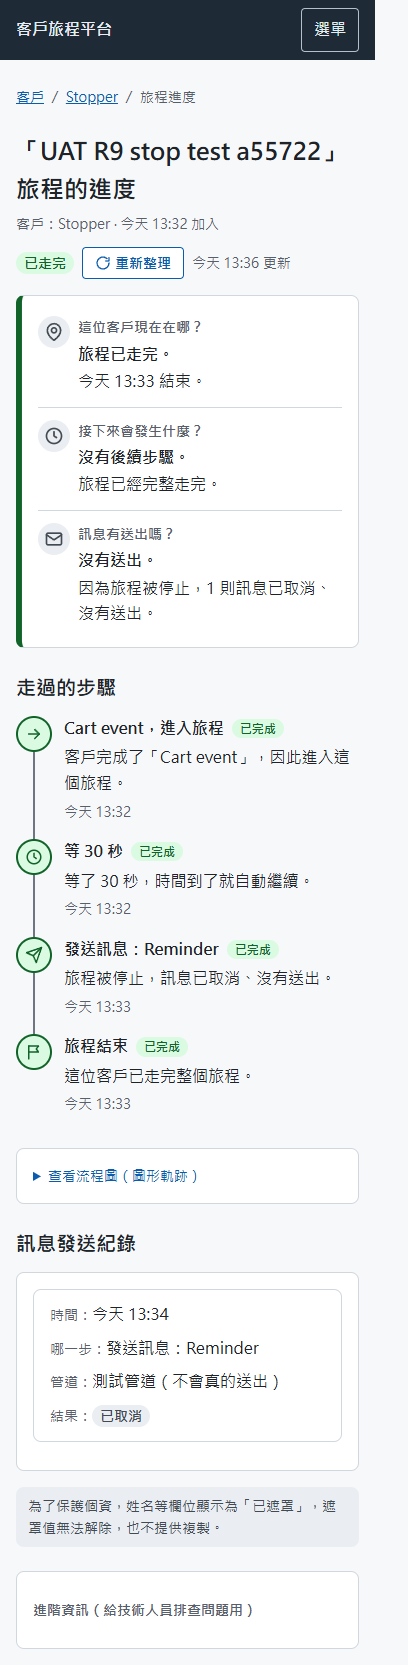 客戶旅程平台
選單
客戶 / Stopper / 旅程進度
「UAT R9 stop test a55722」
旅程的進度
客戶：Stopper · 今天 13:32 加入
已走完
重新整理
今天 13:36 更新
這位客戶現在在哪？
旅程已走完。
今天 13:33 結束。
接下來會發生什麼？
沒有後續步驟。
旅程已經完整走完。
訊息有送出嗎？
沒有送出。
因為旅程被停止，1 則訊息已取消、
沒有送出。
走過的步驟
Cart event，進入旅程 已完成
客戶完成了「Cart event」，因此進入這
個旅程。
今天 13:32
等 30 秒 已完成
等了 30 秒，時間到了就自動繼續。
今天 13:32
發送訊息：Reminder 已完成
旅程被停止，訊息已取消、沒有送出。
今天 13:33
旅程結束 已完成
這位客戶已走完整個旅程。
今天 13:33
查看流程圖（圖形軌跡）
訊息發送紀錄
時間：今天 13:34
哪一步：發送訊息：Reminder
管道：測試管道（不會真的送出）
結果：已取消
為了保護個資，姓名等欄位顯示為「已遮罩」，遮
罩值無法解除，也不提供複製。
進階資訊（給技術人員排查問題用）